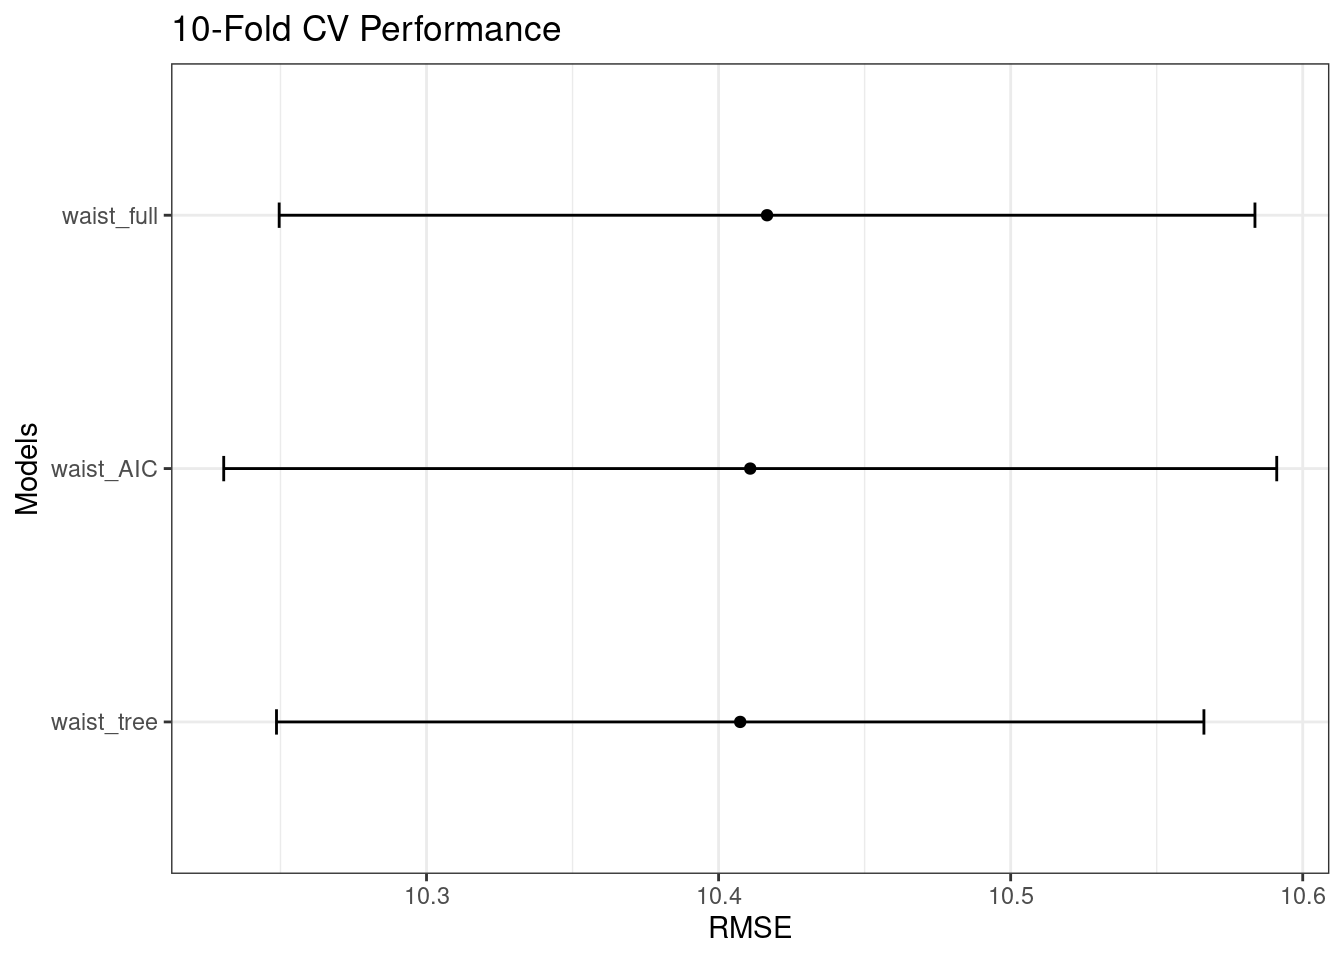 10-Fold CV Performance
waist_full
waist_AIC
waist_tree
Models
10.3
10.4
10.5
10.6
RMSE